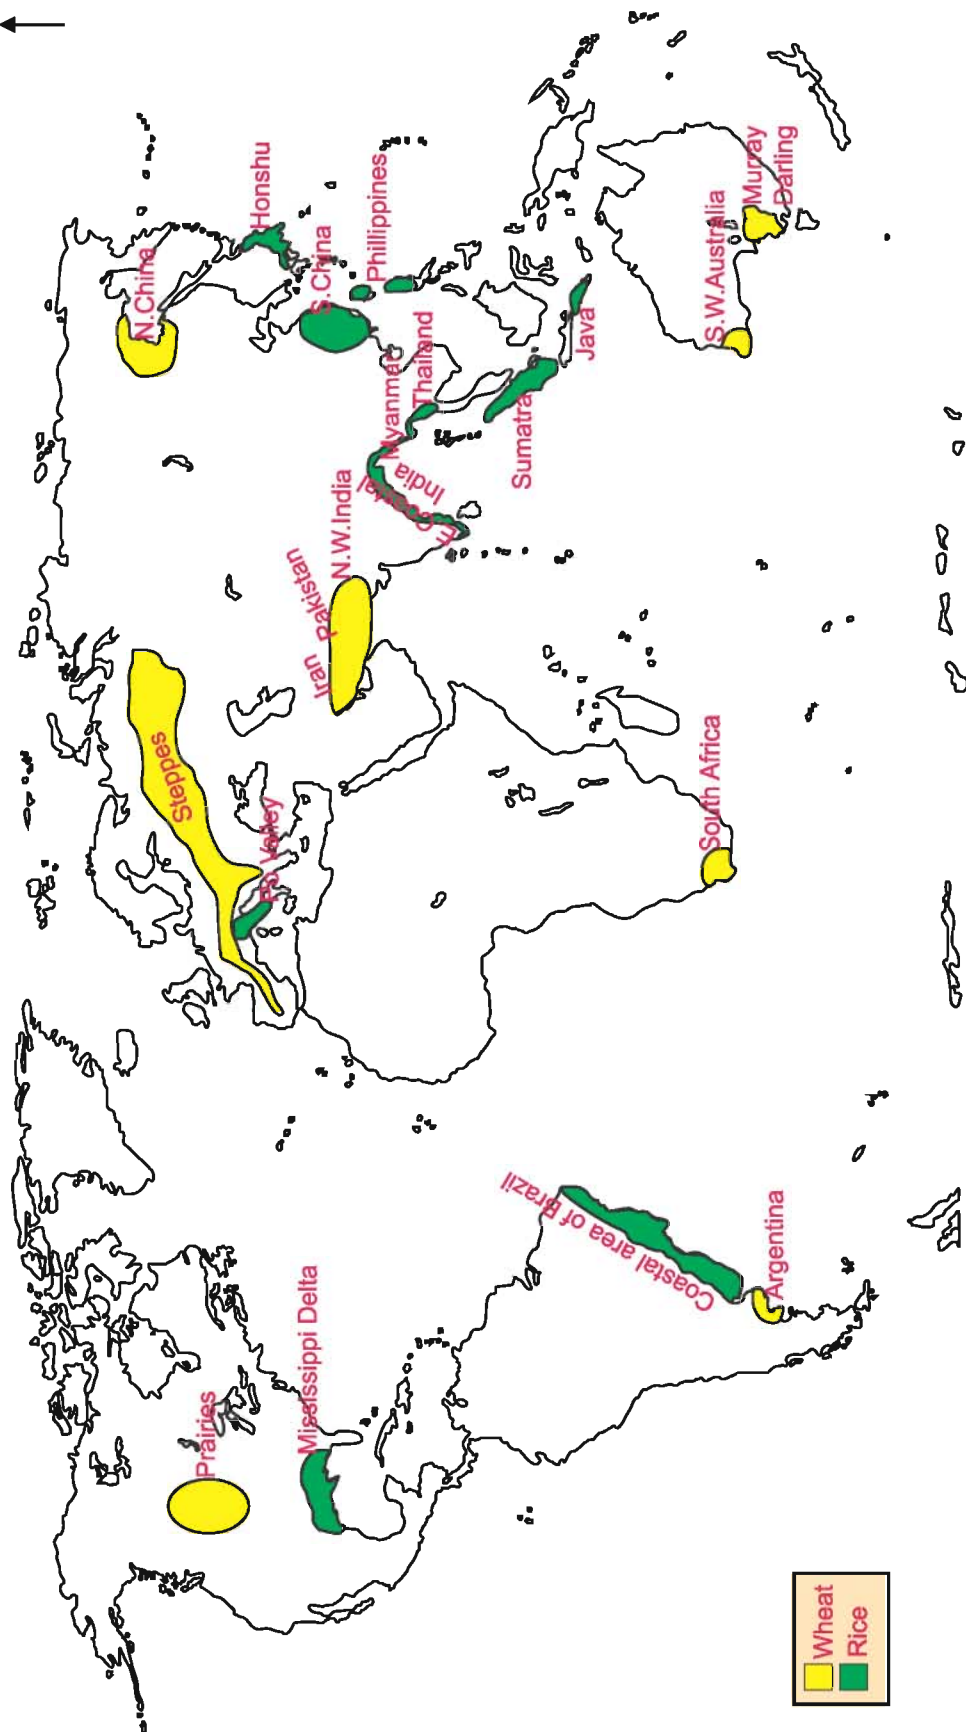 Prairies
Mississippi Delta
Coastal area of Brazil
Argentina
Steppes
PO Valley
South Africa
Iran
Pakistan
N.W.India
E. Coastal
India
Myanmar
Thailand
Sumatra
Java
N.China
S.China
Honshu
Phillippines
S.W.Australia
Murray
Darling
Wheat
Rice